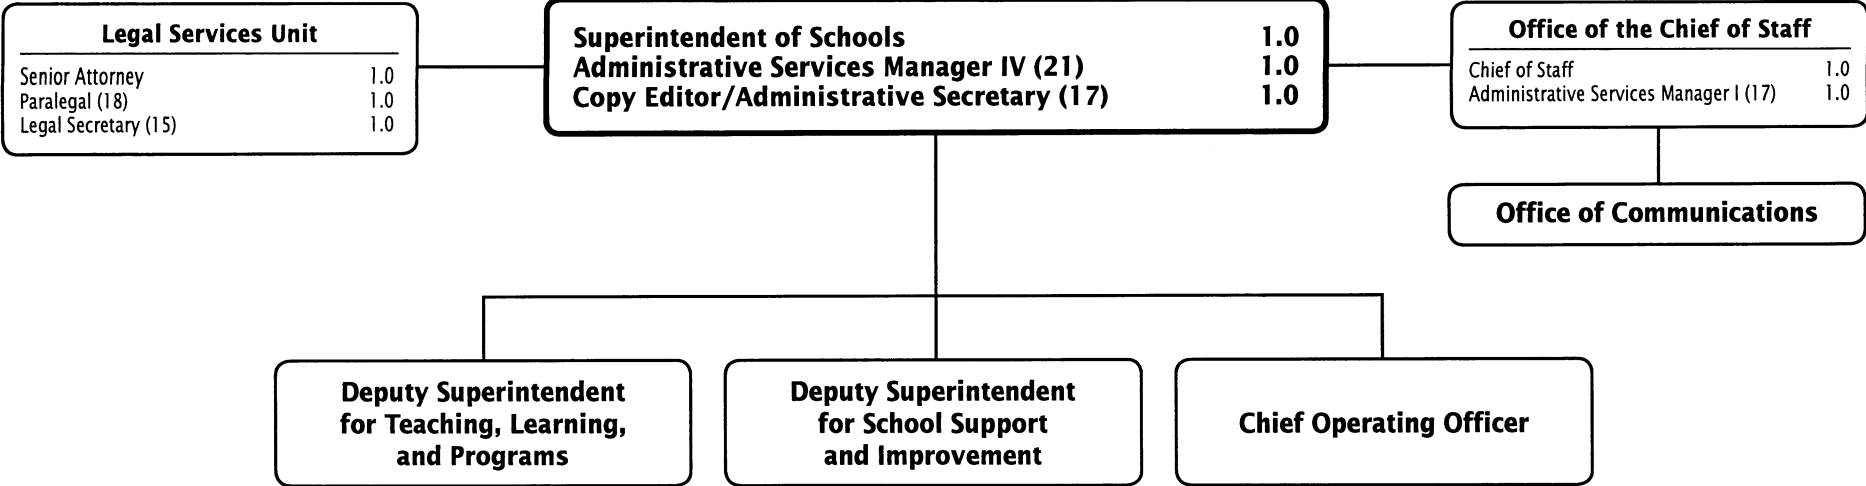 Legal Services Unit
Senior Attorney 1.0
Paralegal (18) 1.0
Legal Secretary (15) 1.0
Superintendent of Schools 1.0
Administrative Services Manager IV (21) 1.0
Copy Editor/Administrative Secretary (17) 1.0
Office of the Chief of Staff
Chief of Staff 1.0
Administrative Services Manager I (17) 1.0
Office of Communications
Deputy Superintendent
for Teaching, Learning,
and Programs
Deputy Superintendent
for School Support
and Improvement
Chief Operating Officer